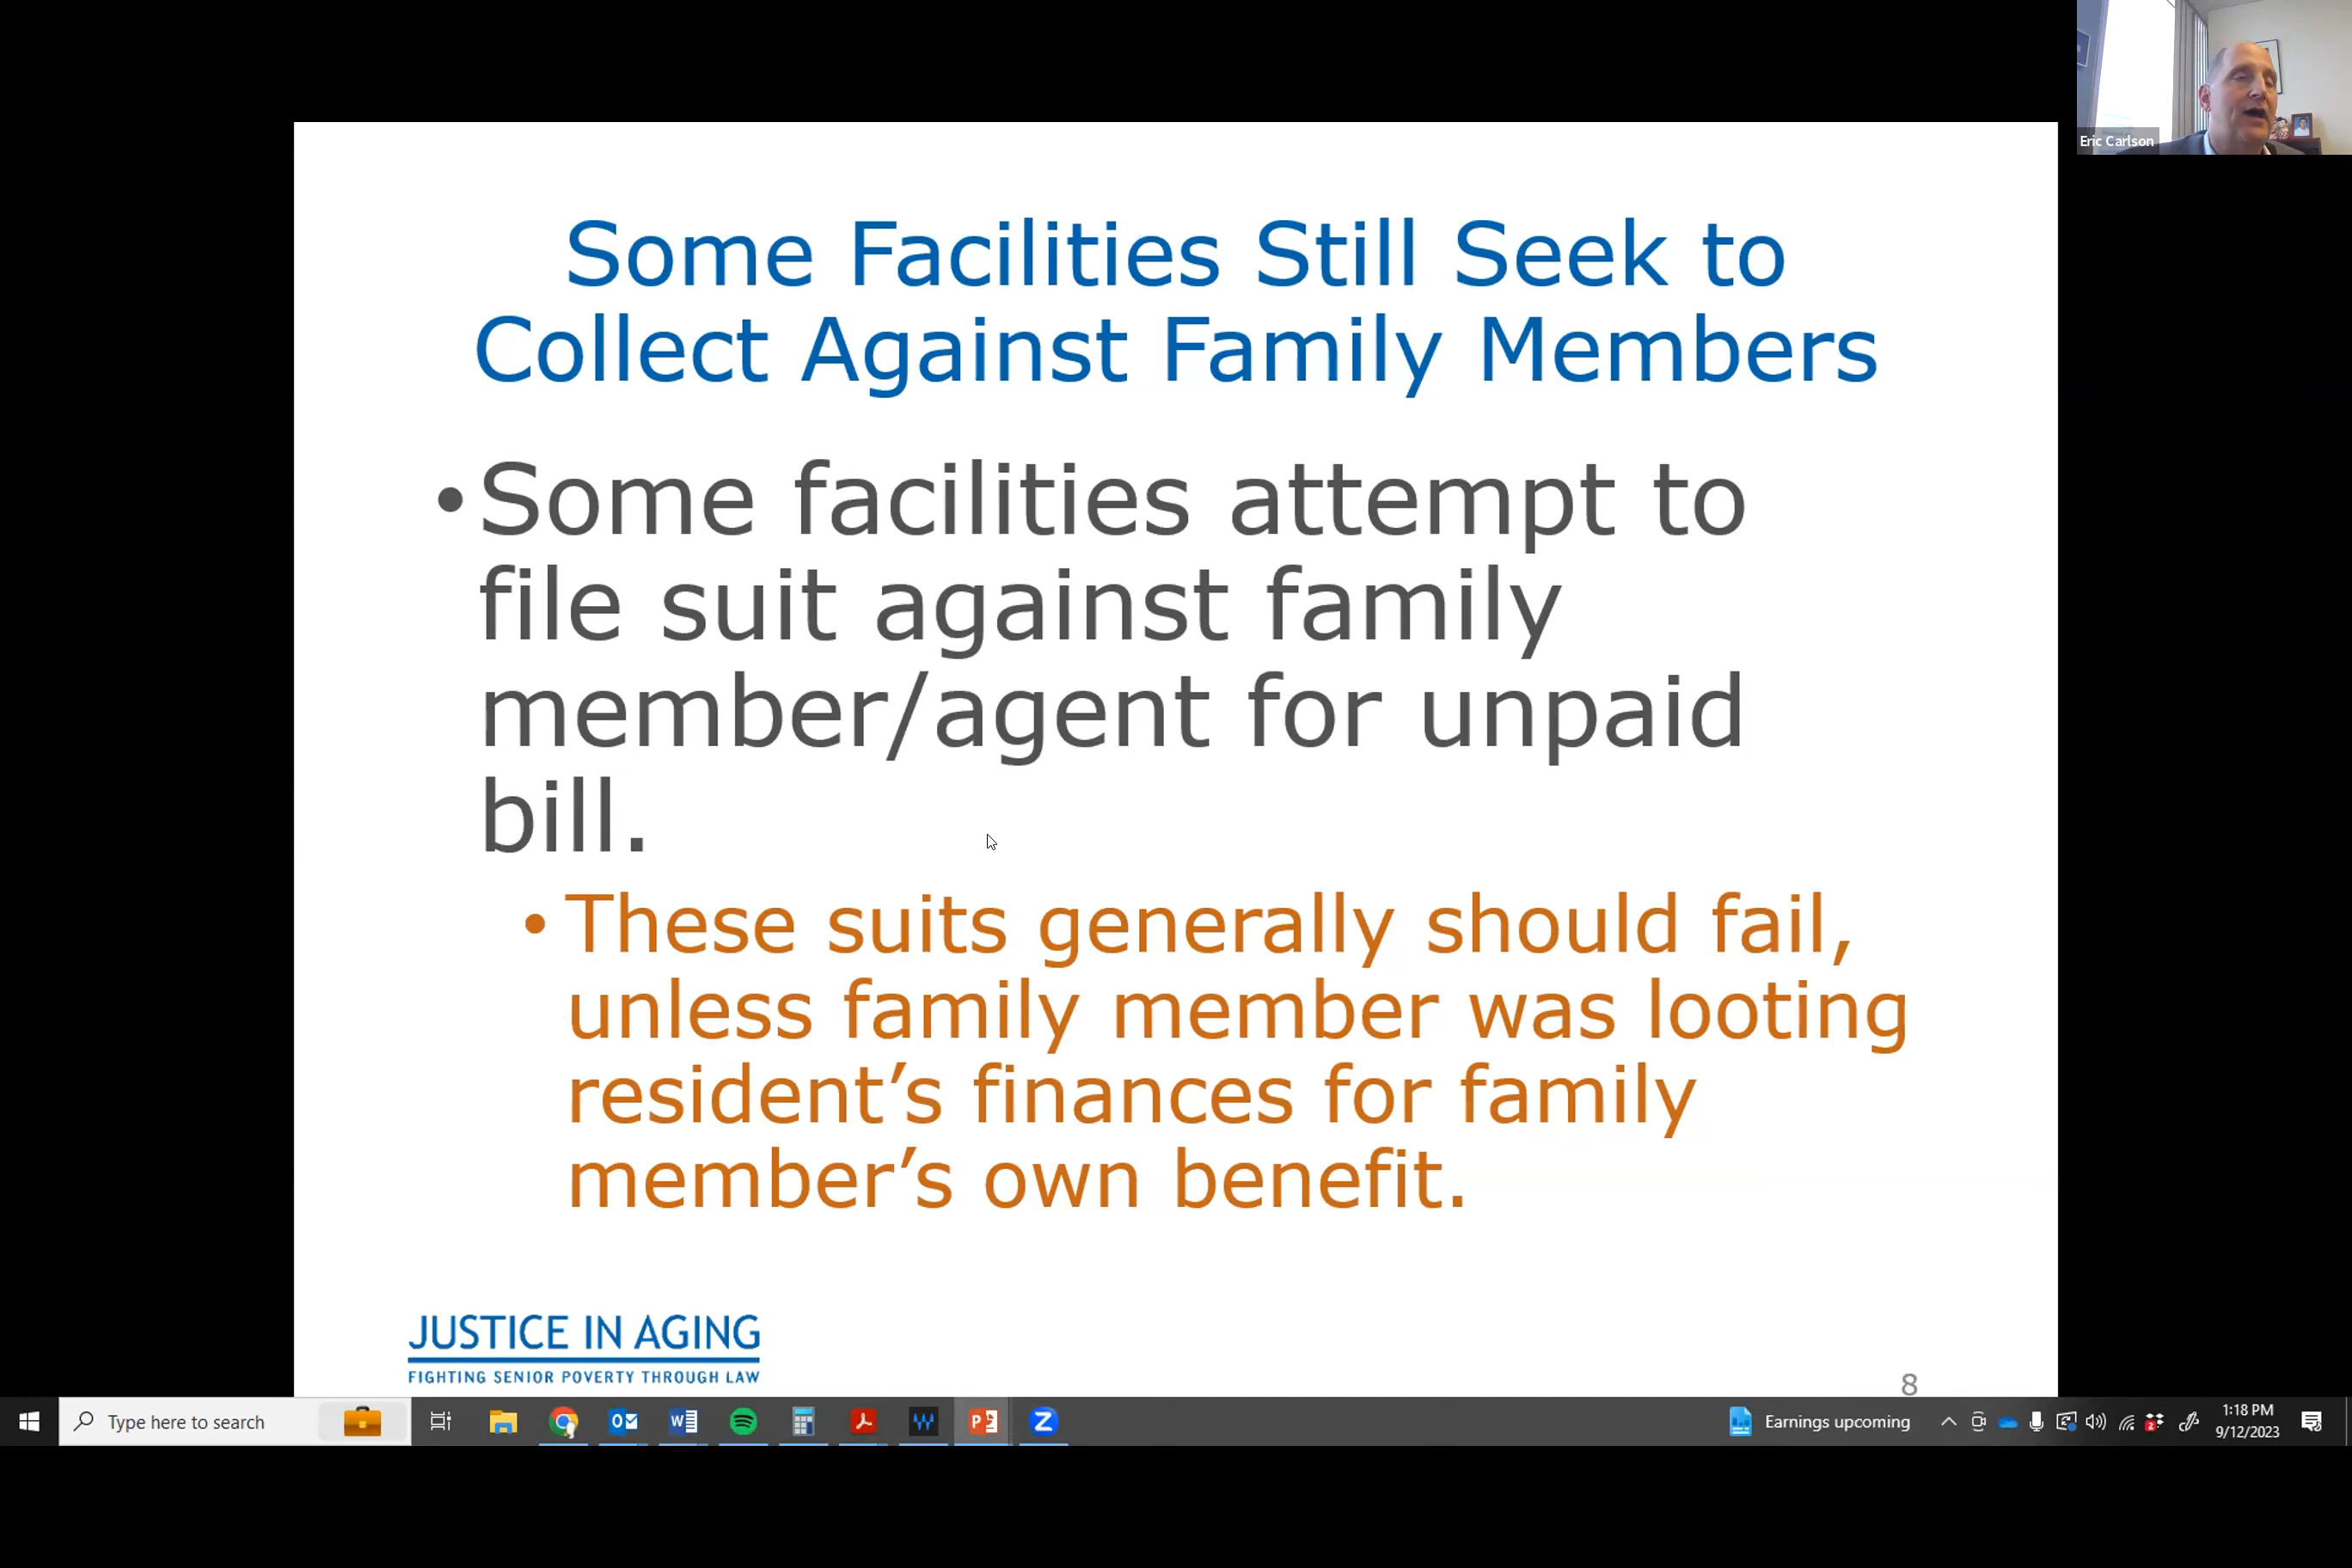 Eric Carlson
Some Facilities Still Seek to
Collect Against Family Members
•Some facilities attempt to
file suit against family
member/agent for unpaid
bill.
•These suits generally should fail,
unless family member was looting
resident’s finances for family
member’s own benefit.
JUSTICE IN AGING
FIGHTING SENIOR POVERTY THROUGH LAW
8
Type here to search
Earnings upcoming
1:18 PM
9/12/2023